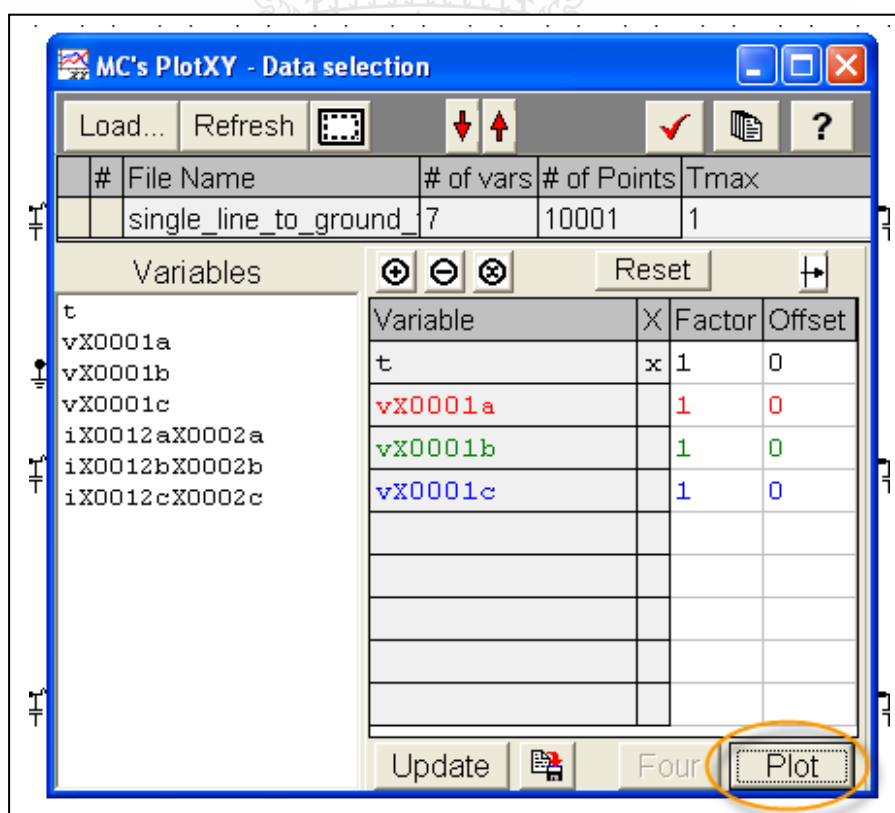 MC's PlotXY - Data selection
Load... Refresh ?
# File Name # of vars # of Points Tmax
single_line_to_ground_ 7 10001 1
Variables Reset
t
vX0001a
vX0001b
vX0001c
iX0012aX0002a
iX0012bX0002b
iX0012cX0002c
Variable X Factor Offset
t x 1 0
vX0001a 1 0
vX0001b 1 0
vX0001c 1 0
Update Four Plot